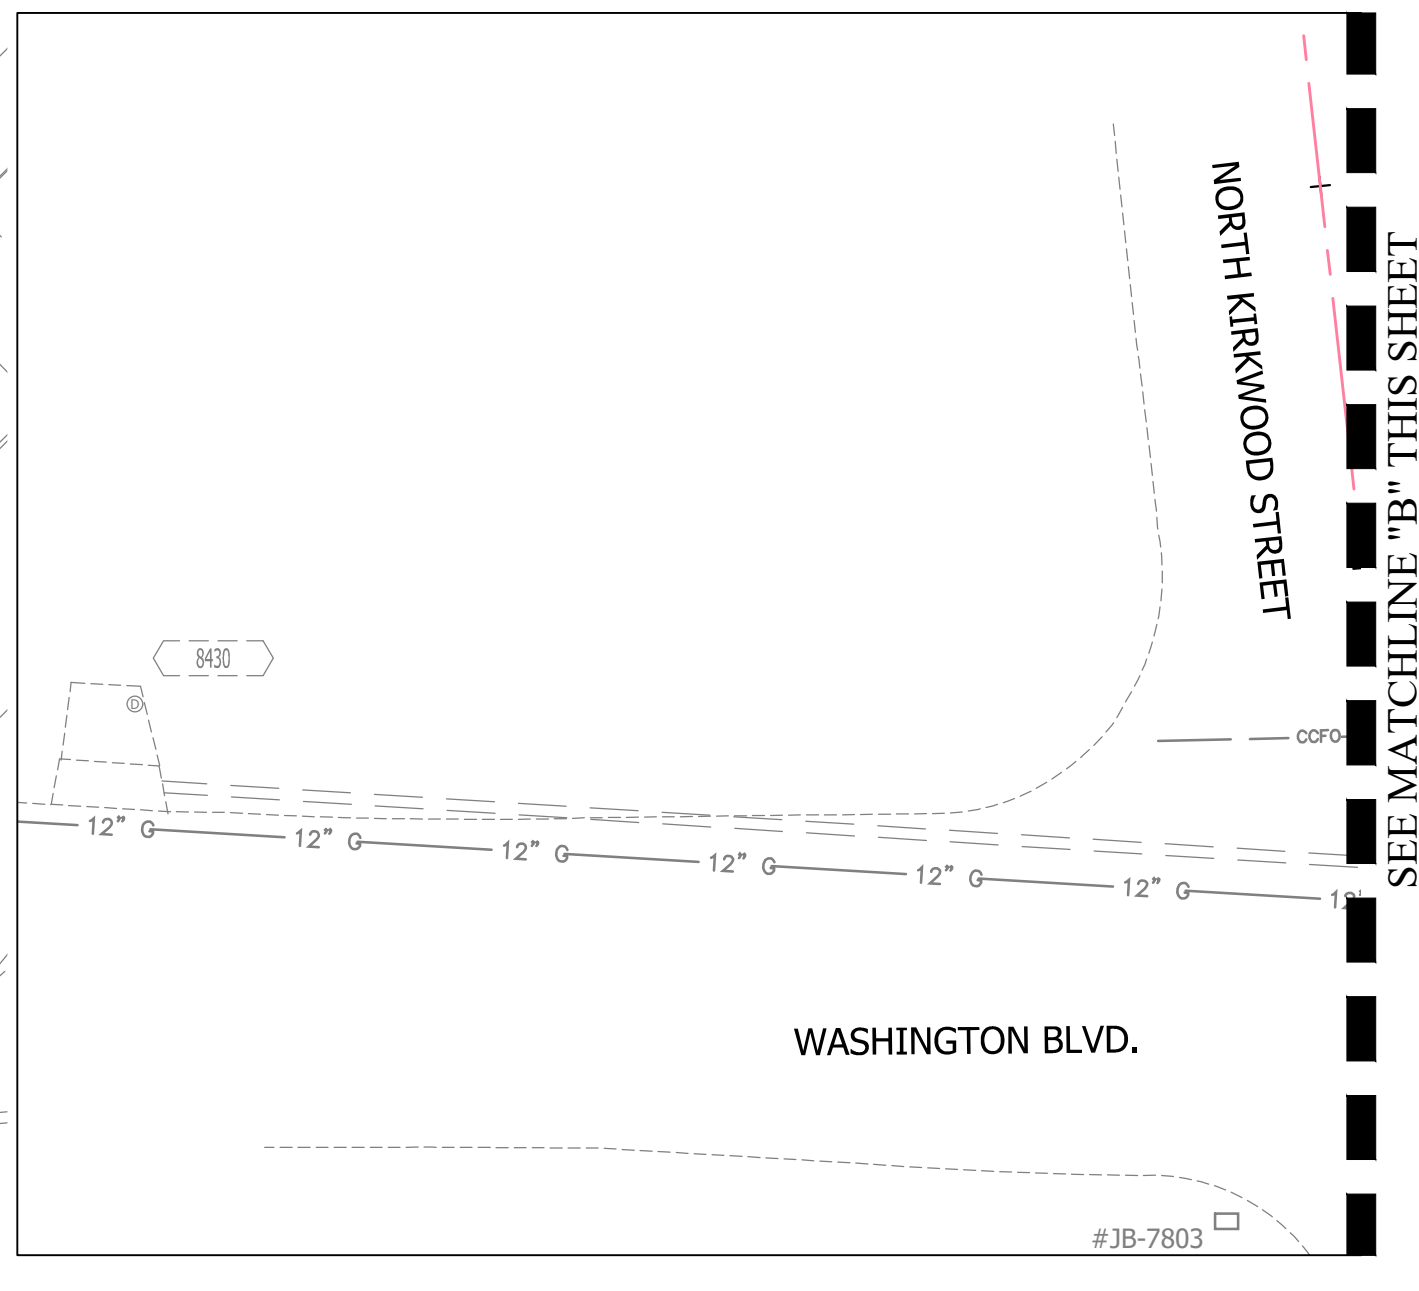 NORTH KIRKWOOD STREET
SEE MATCHLINE "B" THIS SHEET
8430
D
CCFO
12" G
12" G
12" G
12" G
12" G
12" G
WASHINGTON BLVD.
#JB-7803